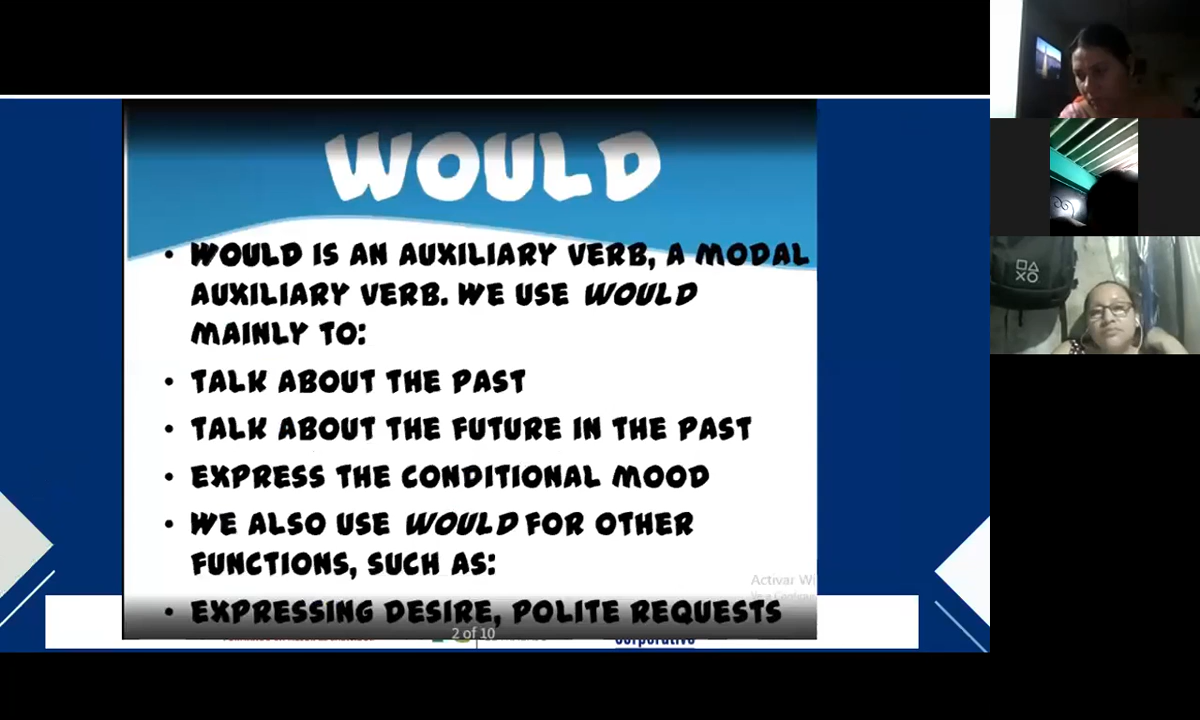 WOULD
• WOULD IS AN AUXILIARY VERB, A MODAL
AUXILIARY VERB. WE USE WOULD
MAINLY TO:
• TALK ABOUT THE PAST
• TALK ABOUT THE FUTURE IN THE PAST
• EXPRESS THE CONDITIONAL MOOD
• WE ALSO USE WOULD FOR OTHER
FUNCTIONS, SUCH AS:
Activar Wi
• EXPRESSING DESIRE, POLITE REQUESTS
2 of 10
corporativo